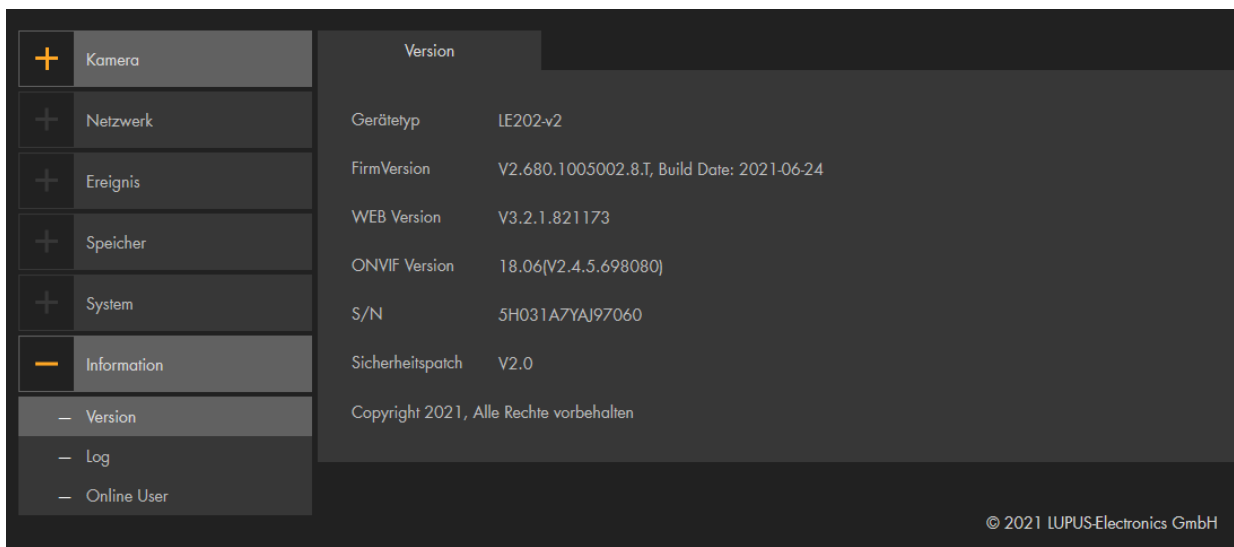 Kamera
Netzwerk
Ereignis
Speicher
System
Information
Version
Log
Online User
Version
Gerätetyp LE202-v2
FirmVersion V2.680.1005002.8.T, Build Date: 2021-06-24
WEB Version V3.2.1.821173
ONVIF Version 18.06(V2.4.5.698080)
S/N 5H031A7YAJ97060
Sicherheitspatch V2.0
Copyright 2021, Alle Rechte vorbehalten
© 2021 LUPUS-Electronics GmbH